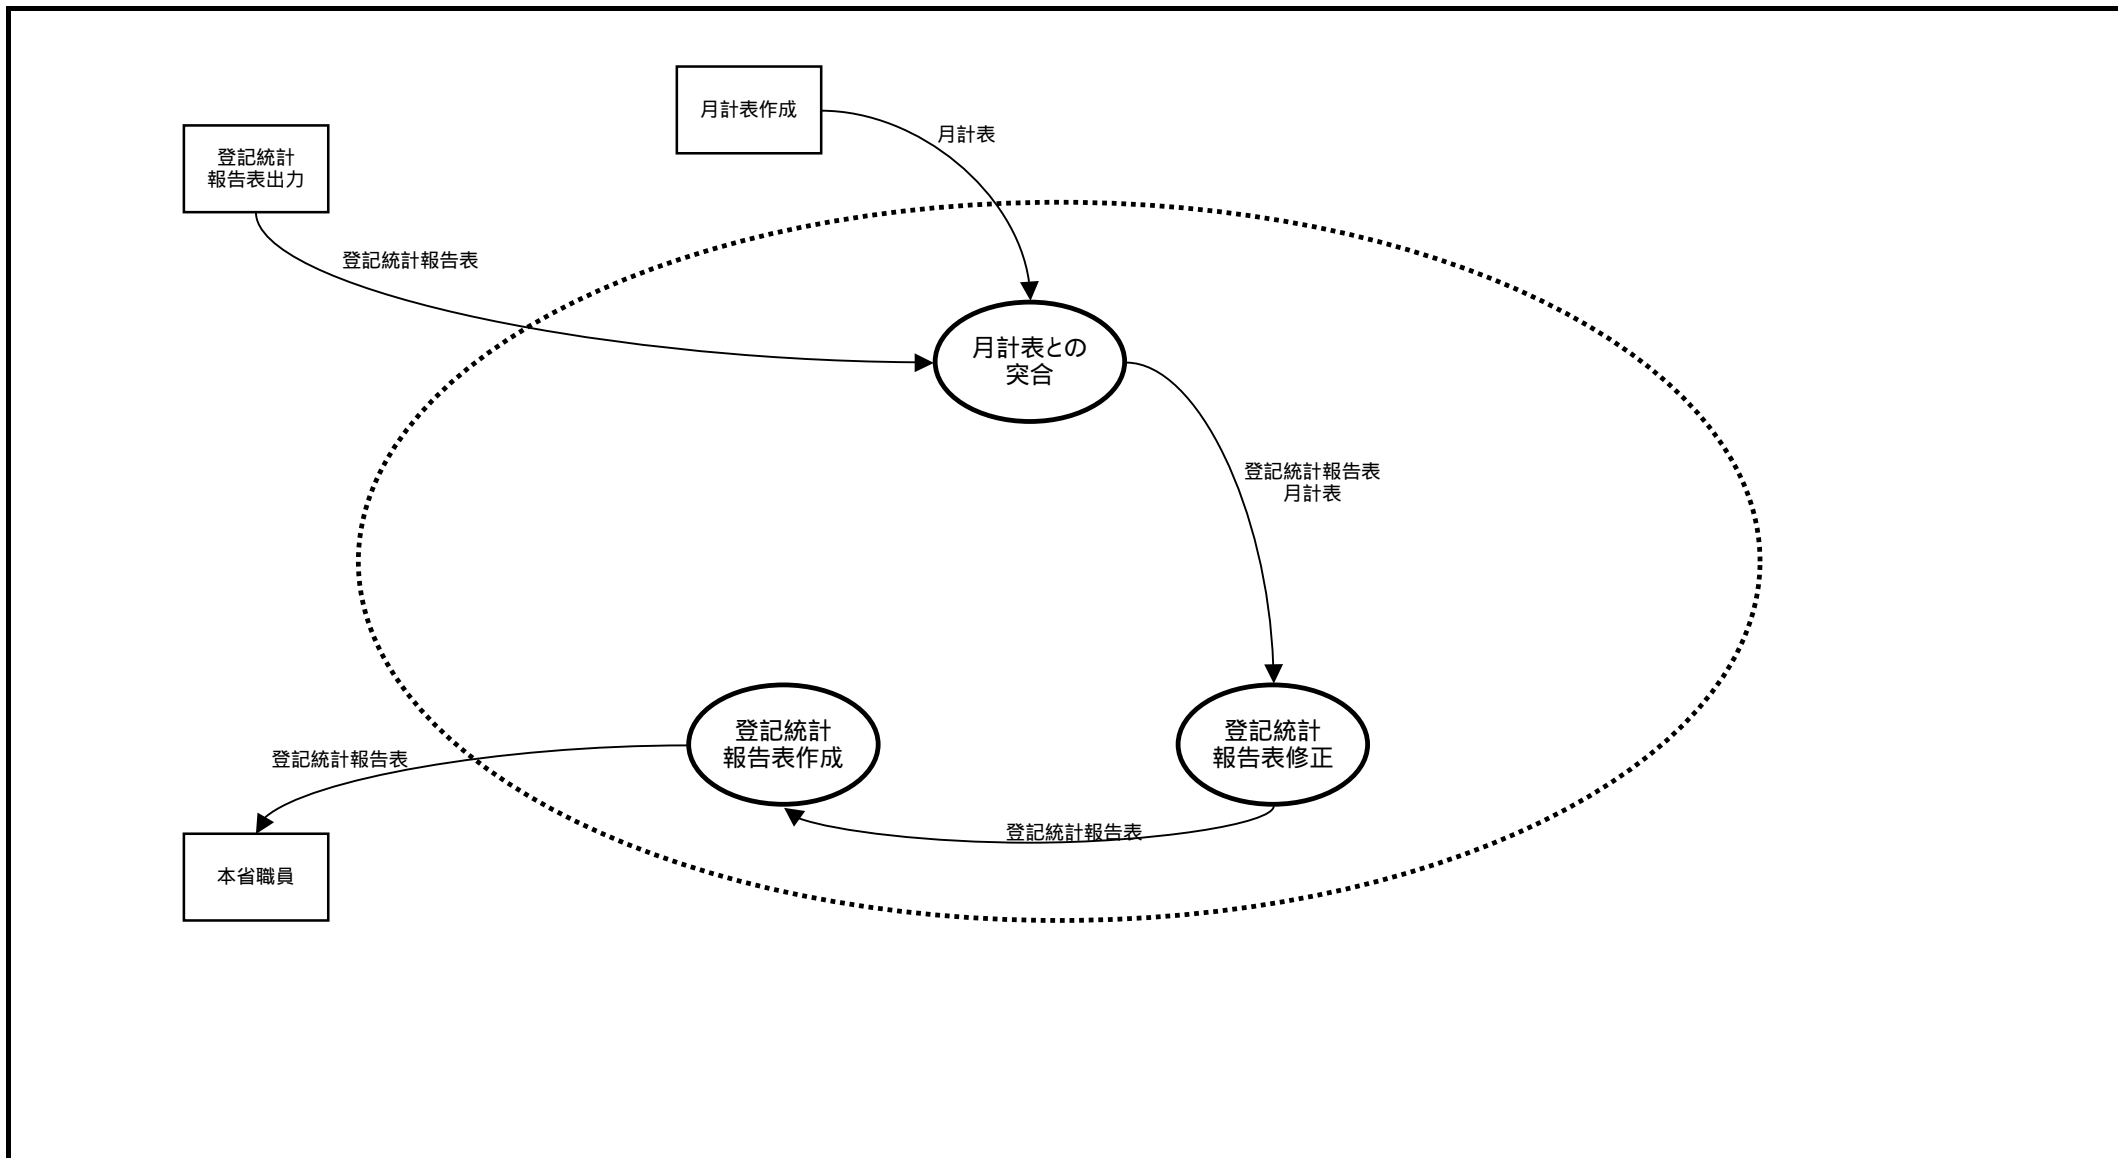 月計表作成
月計表
登記統計
報告表出力
登記統計報告表
月計表との
突合
登記統計報告表
月計表
登記統計
報告表作成
登記統計
報告表修正
登記統計報告表
登記統計報告表
本省職員